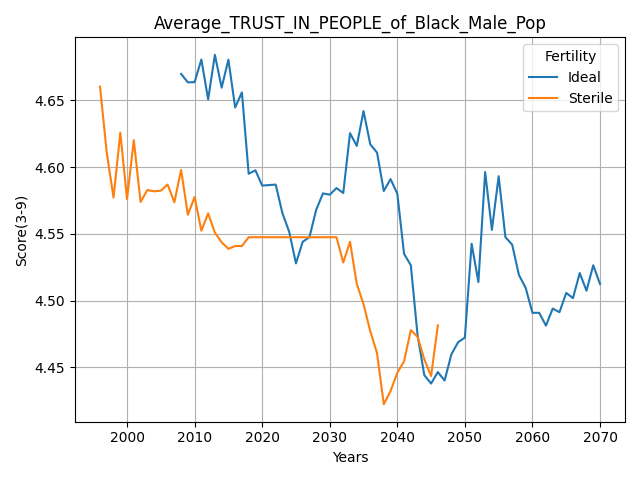 Average_TRUST_IN_PEOPLE_of_Black_Male_Pop
Fertility
Ideal
Sterile
4.65
4.60
4.55
4.50
4.45
Score(3-9)
2000 2010 2020 2030 2040 2050 2060 2070
Years